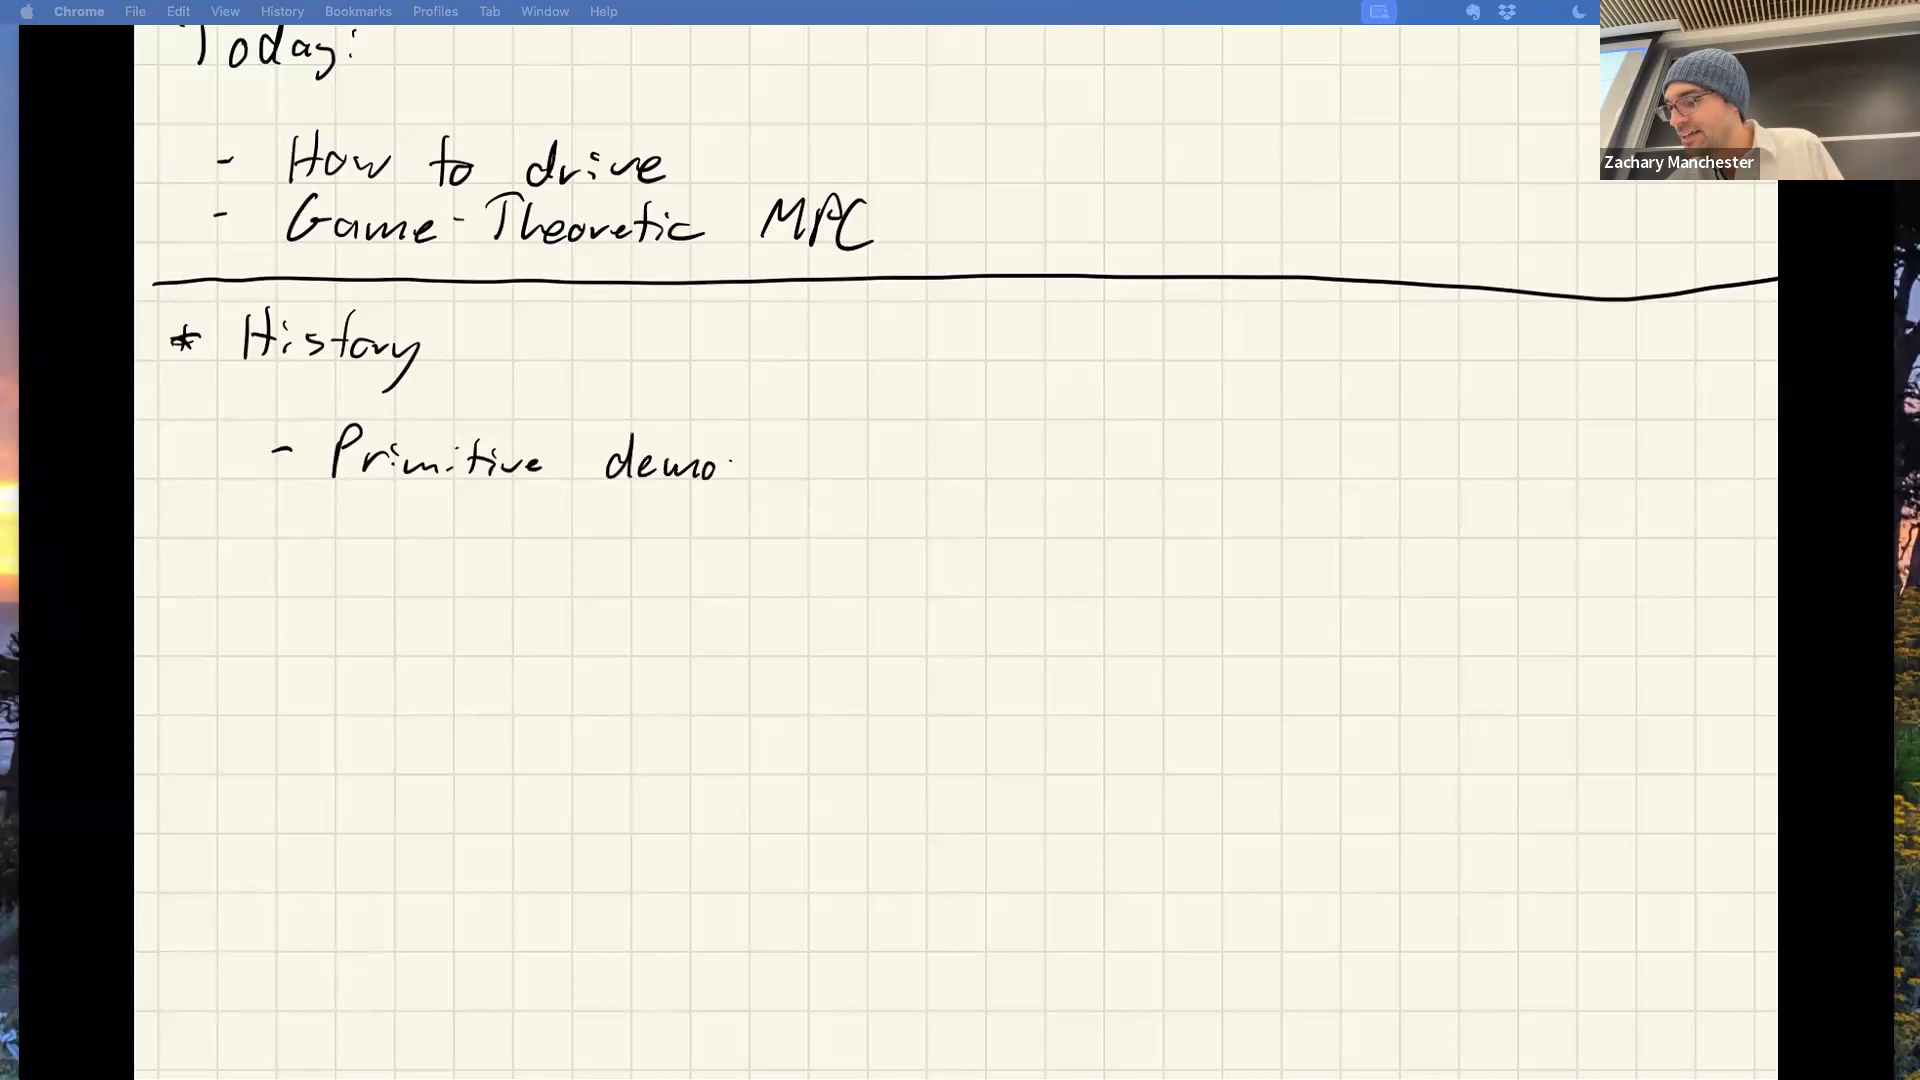 Chrome File Edit View History Bookmarks Profiles Tab Window Help
Today:
Zachary Manchester
- How to drive
- Game-Theoretic MPC
* History
- Primitive demo